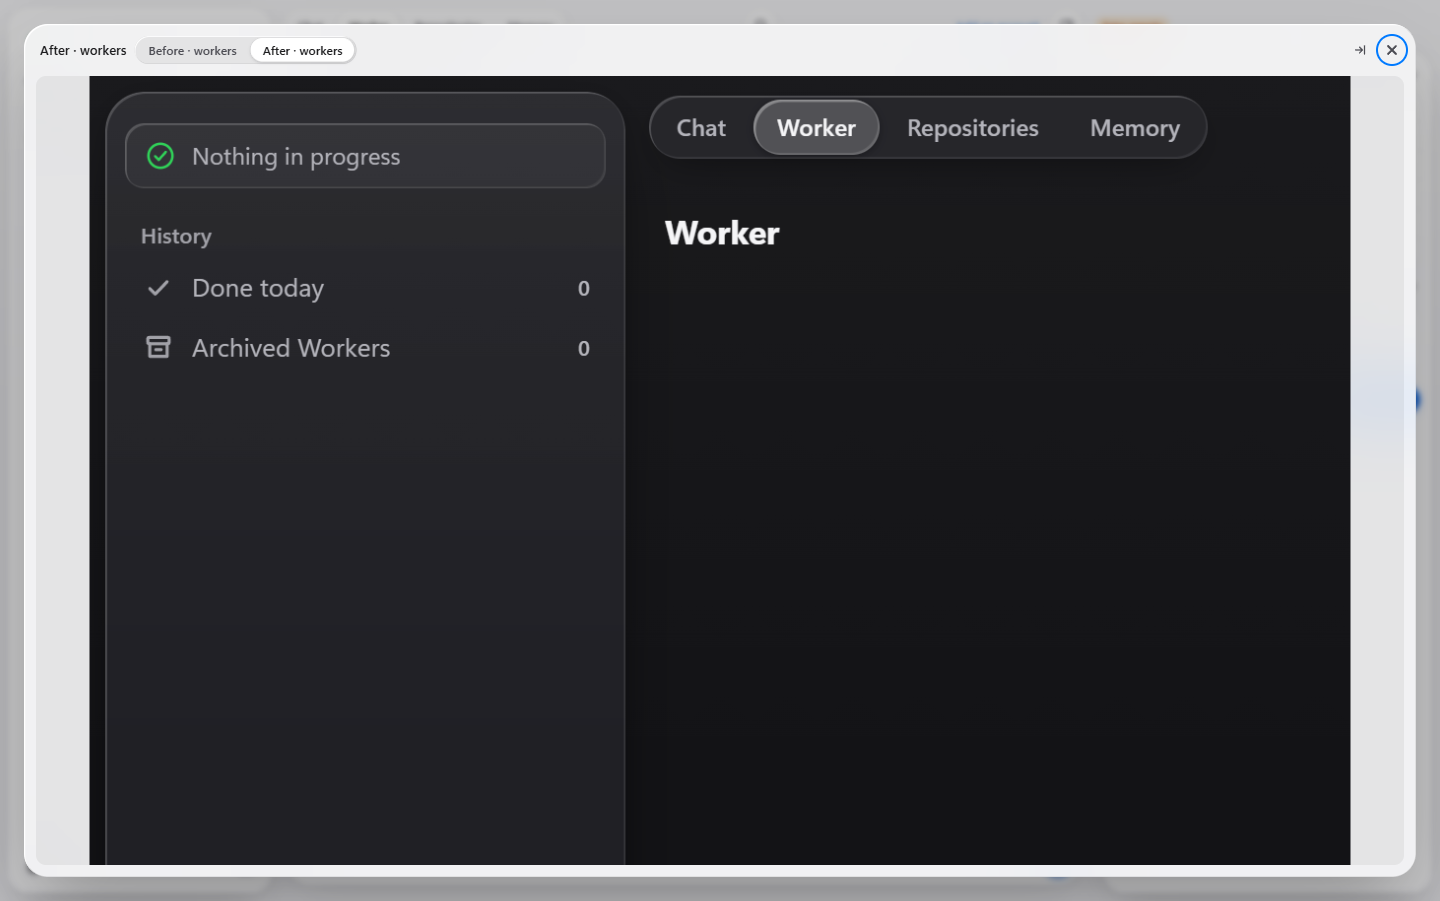 After · workers
Before · workers
After · workers
Nothing in progress
History
Done today 0
Archived Workers 0
Chat
Worker
Repositories
Memory
Worker